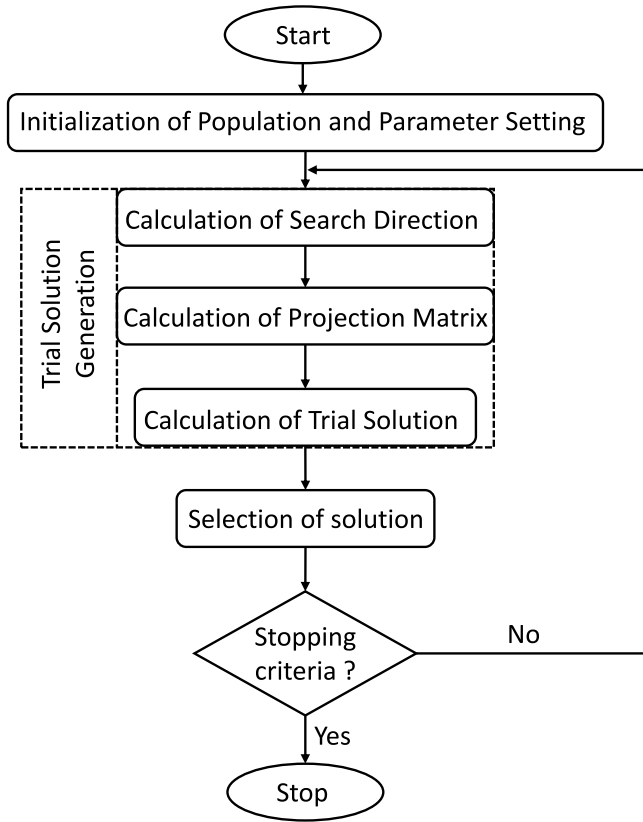 Start
Initialization of Population and Parameter Setting
Trial Solution
Generation
Calculation of Search Direction
Calculation of Projection Matrix
Calculation of Trial Solution
Selection of solution
Stopping
criteria ?
No
Yes
Stop